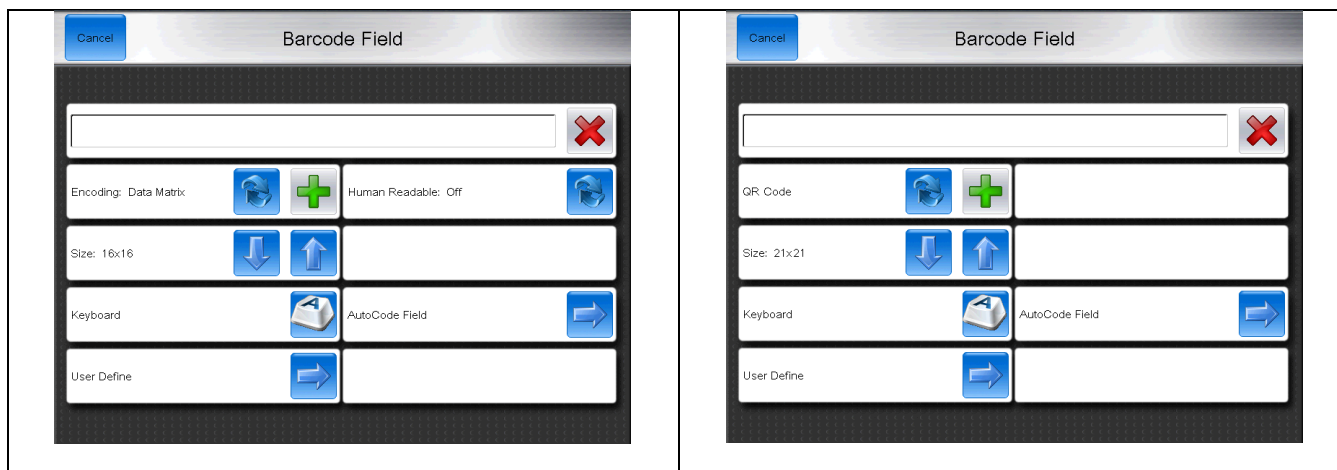 Cancel
Barcode Field
Encoding: Data Matrix
Human Readable: Off
Size: 16x16
Keyboard
AutoCode Field
User Define
Cancel
Barcode Field
QR Code
Size: 21x21
Keyboard
AutoCode Field
User Define